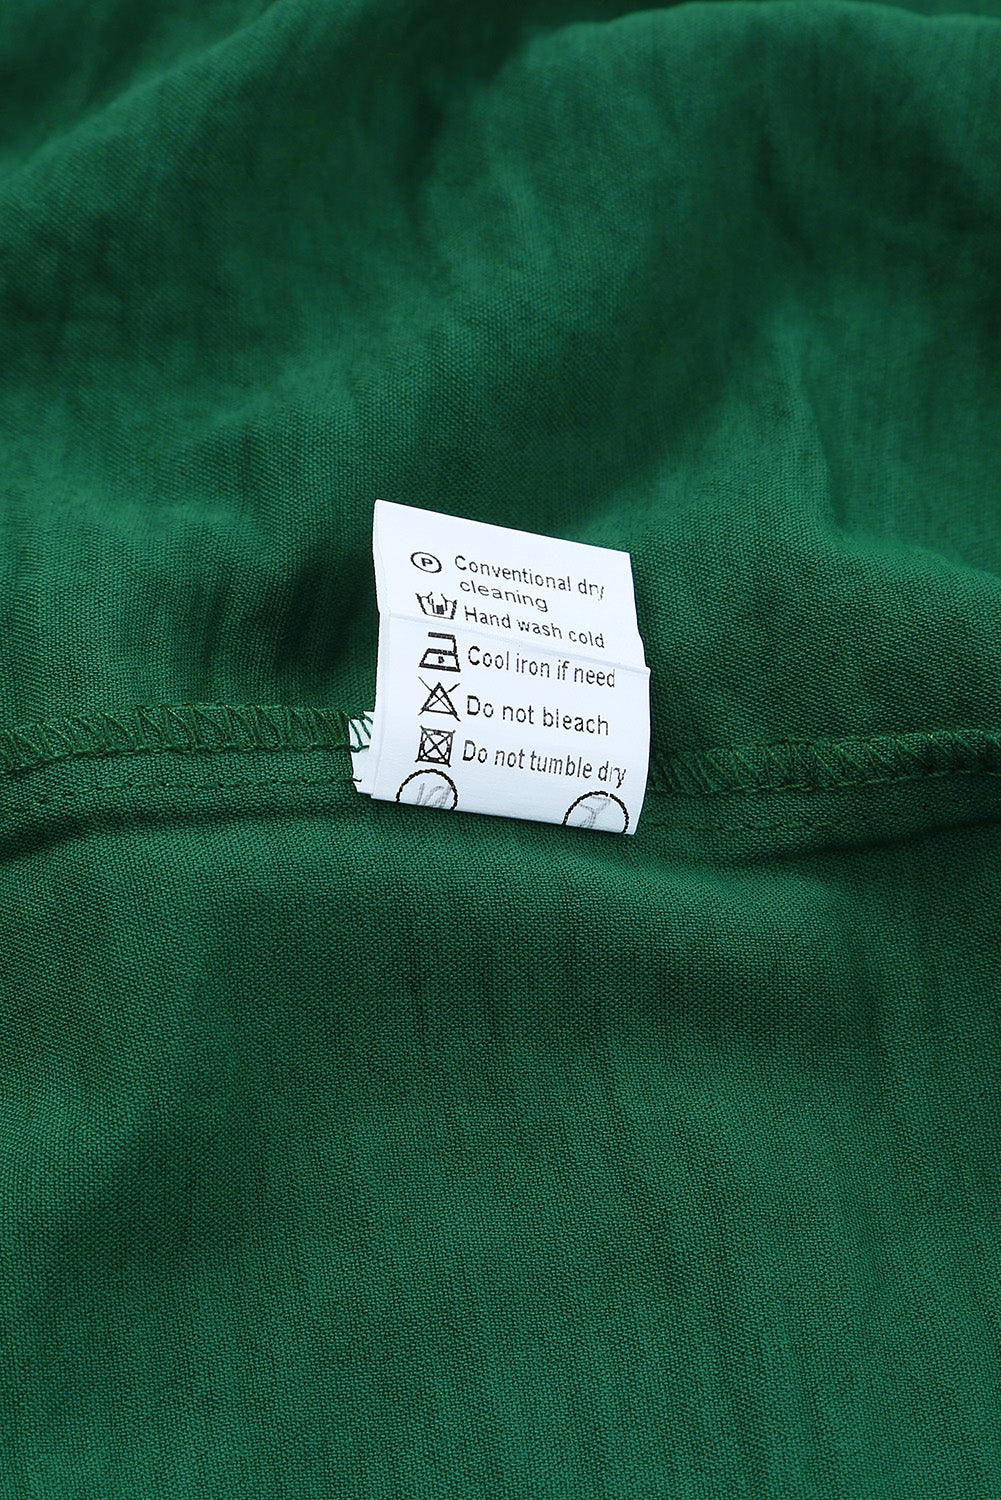 P Conventional dry
cleaning
Hand wash cold
Cool iron if need
Do not bleach
Do not tumble dry